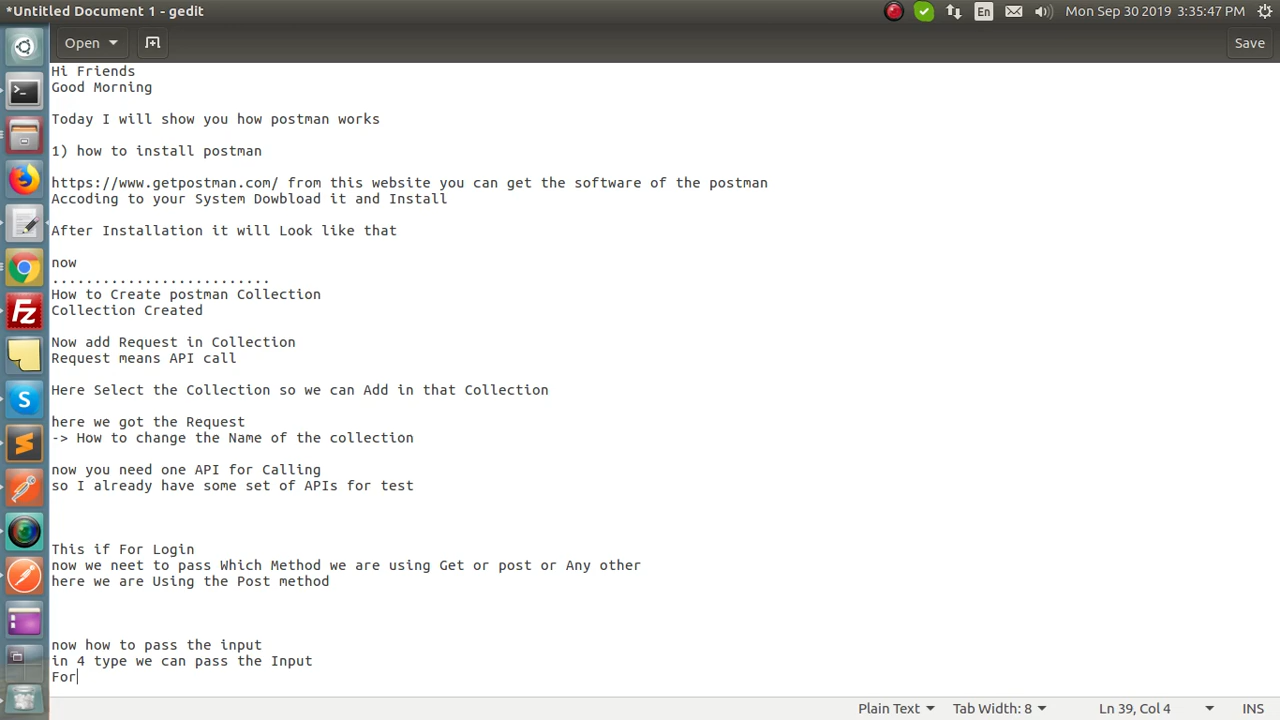 *Untitled Document 1 - gedit
En
Mon Sep 30 2019 3:35:47 PM
Open
Save
Hi Friends
Good Morning
Today I will show you how postman works
1) how to install postman
https://www.getpostman.com/ from this website you can get the software of the postman
Accoding to your System Dowbload it and Install
After Installation it will Look like that
now
..........................
How to Create postman Collection
Collection Created
Now add Request in Collection
Request means API call
Here Select the Collection so we can Add in that Collection
here we got the Request
-> How to change the Name of the collection
now you need one API for Calling
so I already have some set of APIs for test
This if For Login
now we neet to pass Which Method we are using Get or post or Any other
here we are Using the Post method
now how to pass the input
in 4 type we can pass the Input
For
Plain Text
Tab Width: 8
Ln 39, Col 4
INS